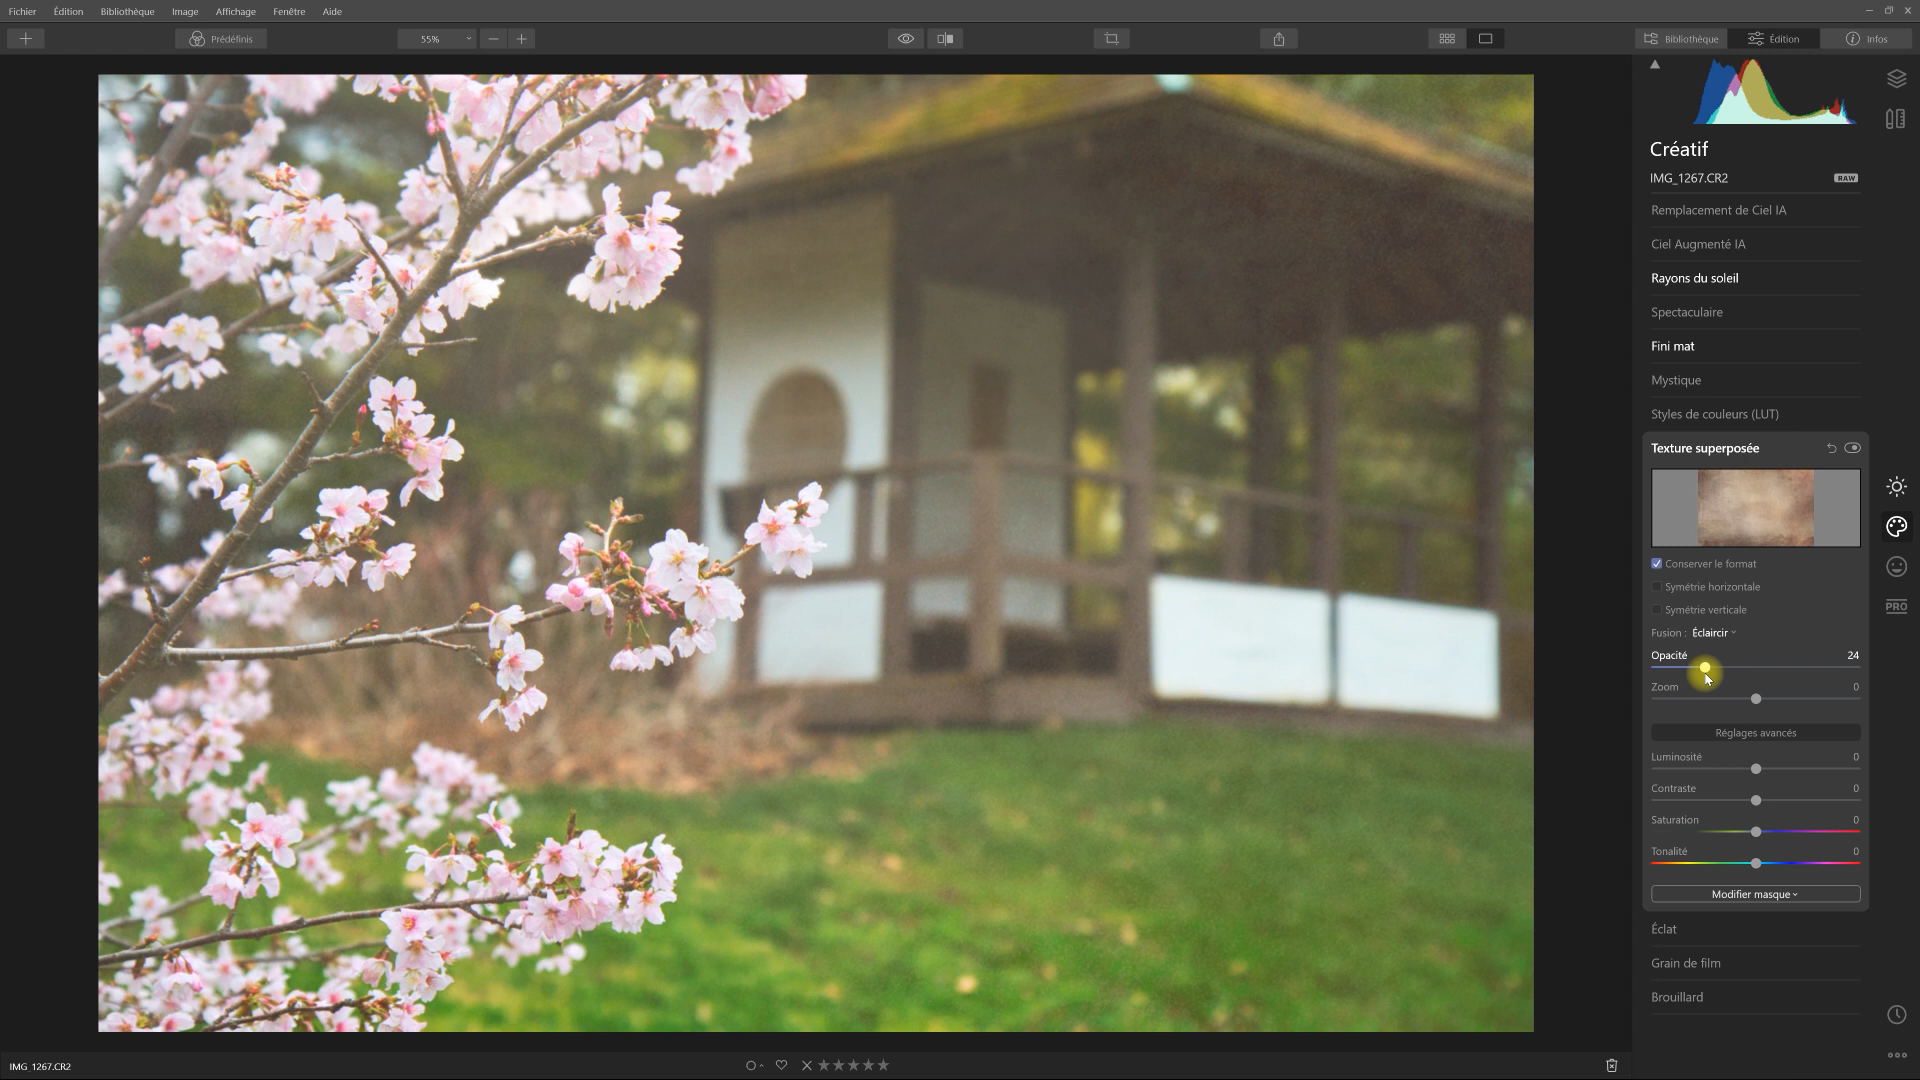 Fichier Édition Bibliothèque Image Affichage Fenêtre Aide
Prédéfinis 55% Bibliothèque Édition Infos
Créatif
IMG_1267.CR2 RAW
Remplacement de Ciel IA
Ciel Augmenté IA
Rayons du soleil
Spectaculaire
Fini mat
Mystique
Styles de couleurs (LUT)
Texture superposée
Conserver le format
Symétrie horizontale
Symétrie verticale
Fusion : Éclaircir
Opacité 24
Zoom 0
Réglages avancés
Luminosité 0
Contraste 0
Saturation 0
Tonalité 0
Modifier masque
Éclat
Grain de film
Brouillard
PRO
IMG_1267.CR2